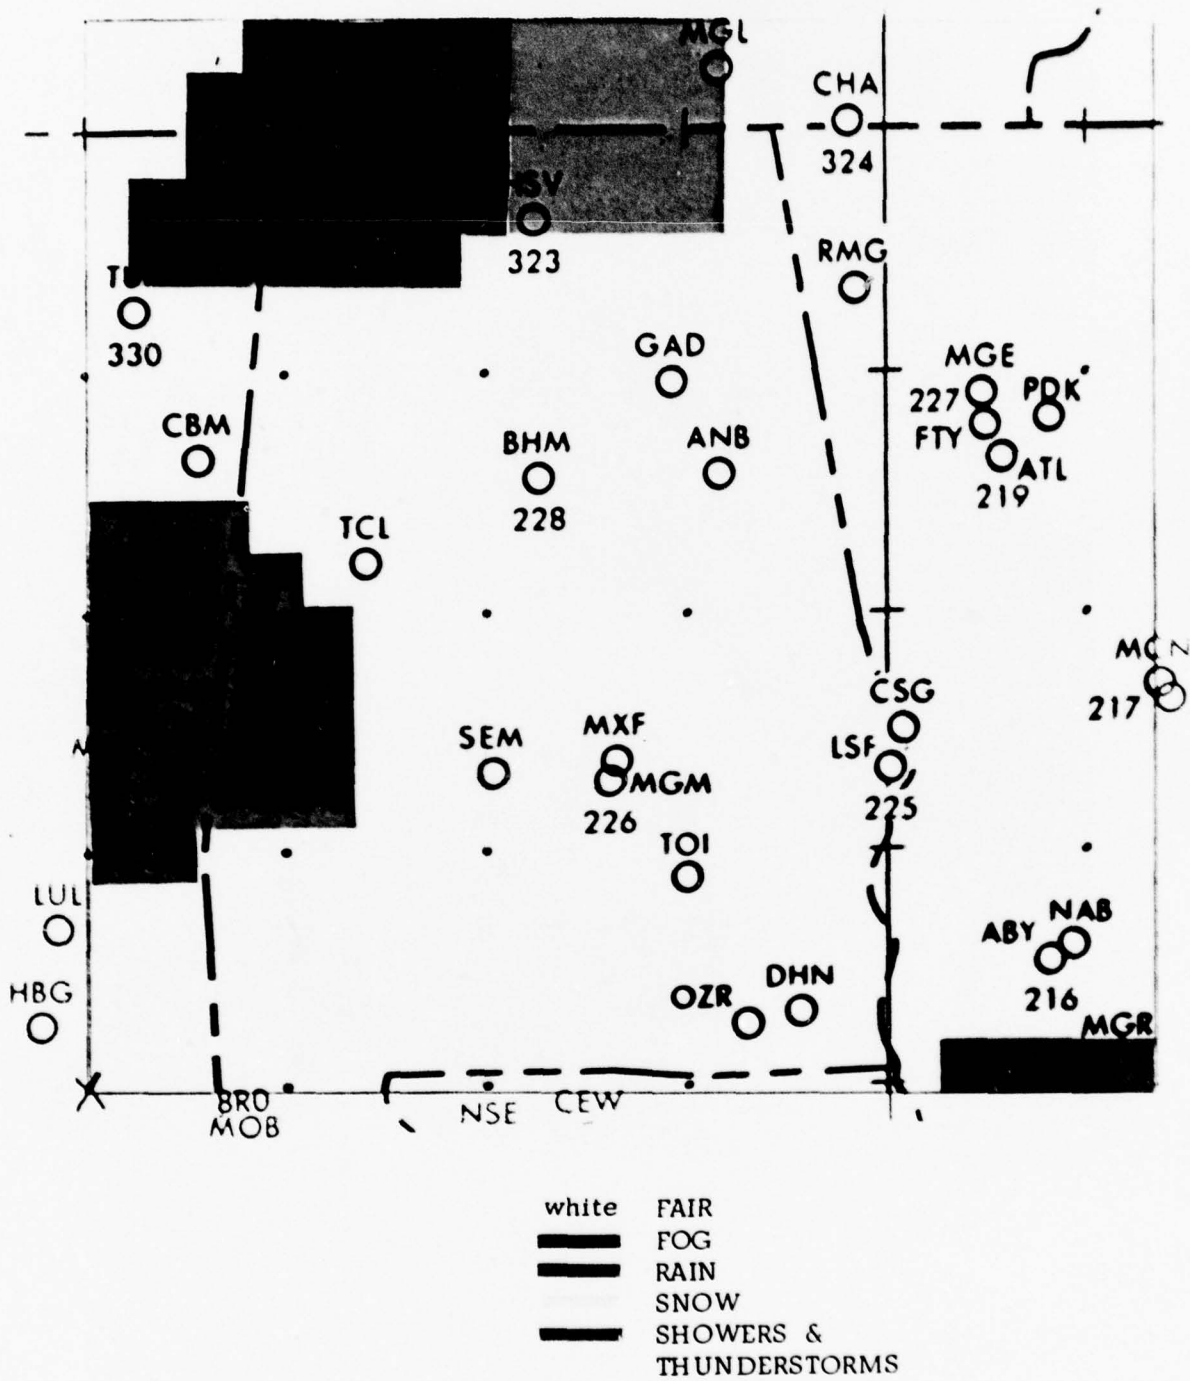 MGL
CHA
324
HSV
323
RMG
330
GAD
MGE
227
PDK
FTY
ATL
219
CBM
BHM
228
ANB
TCL
MCN
217
CSG
LSF
225
SEM
MXF
MGM
226
TOI
LUL
HBG
ABY
NAB
216
MGR
OZR
DHN
BRO
MOB
NSE
CEW
white FAIR
FOG
RAIN
SNOW
SHOWERS &
THUNDERSTORMS